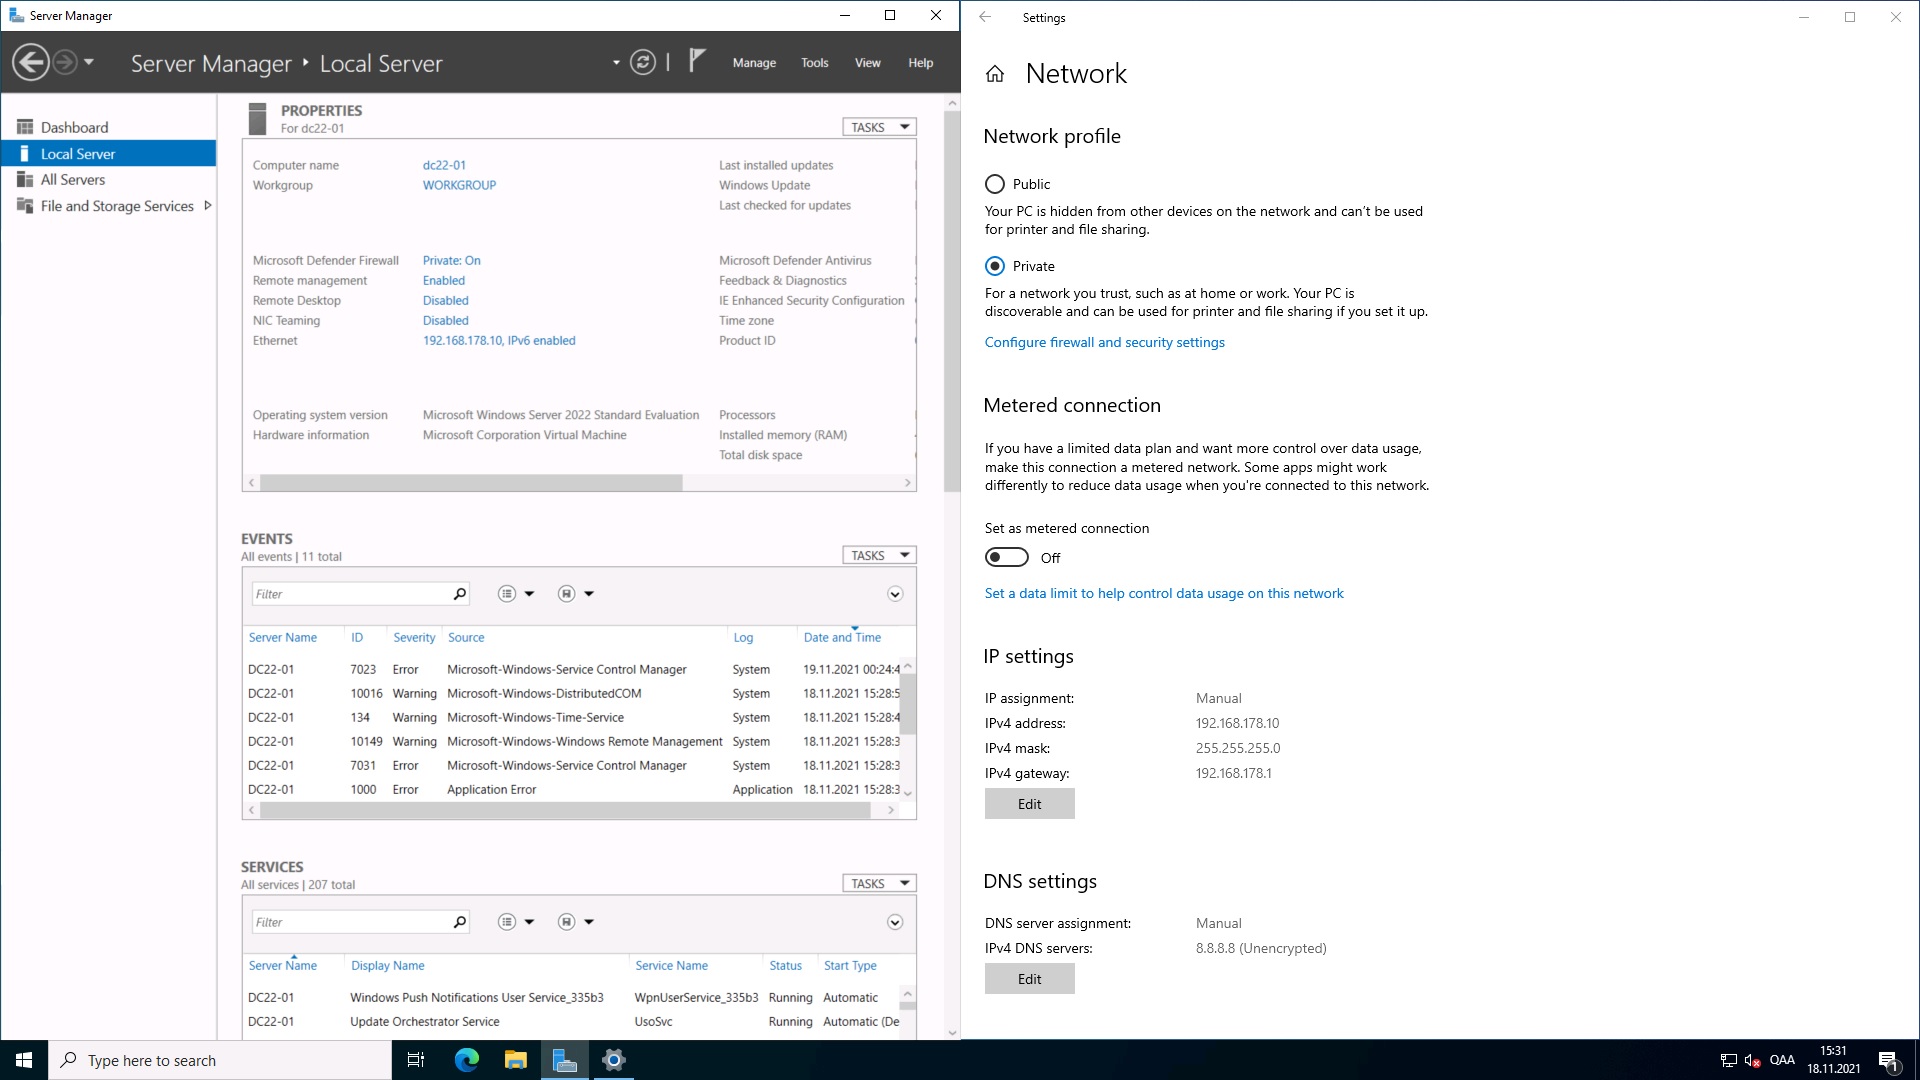 Server Manager
Server Manager ‣ Local Server
Manage Tools View Help
Dashboard
Local Server
All Servers
File and Storage Services
PROPERTIES
For dc22-01
TASKS
Computer name dc22-01 Last installed updates
Workgroup WORKGROUP Windows Update
Last checked for updates
Microsoft Defender Firewall Private: On Microsoft Defender Antivirus
Remote management Enabled Feedback & Diagnostics
Remote Desktop Disabled IE Enhanced Security Configuration
NIC Teaming Disabled Time zone
Ethernet 192.168.178.10, IPv6 enabled Product ID
Operating system version Microsoft Windows Server 2022 Standard Evaluation Processors
Hardware information Microsoft Corporation Virtual Machine Installed memory (RAM)
Total disk space
EVENTS
All events | 11 total
TASKS
Filter
Server Name ID Severity Source Log Date and Time
DC22-01 7023 Error Microsoft-Windows-Service Control Manager System 19.11.2021 00:24:4
DC22-01 10016 Warning Microsoft-Windows-DistributedCOM System 18.11.2021 15:28:5
DC22-01 134 Warning Microsoft-Windows-Time-Service System 18.11.2021 15:28:4
DC22-01 10149 Warning Microsoft-Windows-Windows Remote Management System 18.11.2021 15:28:3
DC22-01 7031 Error Microsoft-Windows-Service Control Manager System 18.11.2021 15:28:3
DC22-01 1000 Error Application Error Application 18.11.2021 15:28:3
SERVICES
All services | 207 total
TASKS
Filter
Server Name Display Name Service Name Status Start Type
DC22-01 Windows Push Notifications User Service_335b3 WpnUserService_335b3 Running Automatic
DC22-01 Update Orchestrator Service UsoSvc Running Automatic (De
Settings
Network
Network profile
Public
Your PC is hidden from other devices on the network and can't be used
for printer and file sharing.
Private
For a network you trust, such as at home or work. Your PC is
discoverable and can be used for printer and file sharing if you set it up.
Configure firewall and security settings
Metered connection
If you have a limited data plan and want more control over data usage,
make this connection a metered network. Some apps might work
differently to reduce data usage when you're connected to this network.
Set as metered connection
Off
Set a data limit to help control data usage on this network
IP settings
IP assignment: Manual
IPv4 address: 192.168.178.10
IPv4 mask: 255.255.255.0
IPv4 gateway: 192.168.178.1
Edit
DNS settings
DNS server assignment: Manual
IPv4 DNS servers: 8.8.8.8 (Unencrypted)
Edit
Type here to search
QAA
15:31
18.11.2021
1